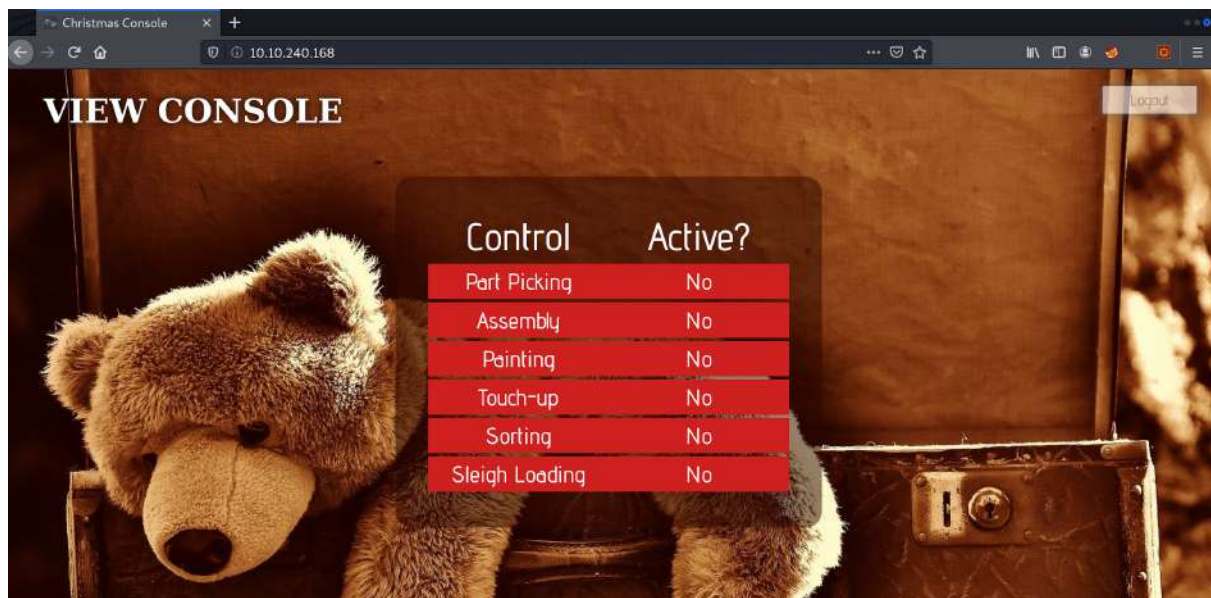 Christmas Console
10.10.240.168
VIEW CONSOLE
Logout
Control Active?
Part Picking No
Assembly No
Painting No
Touch-up No
Sorting No
Sleigh Loading No